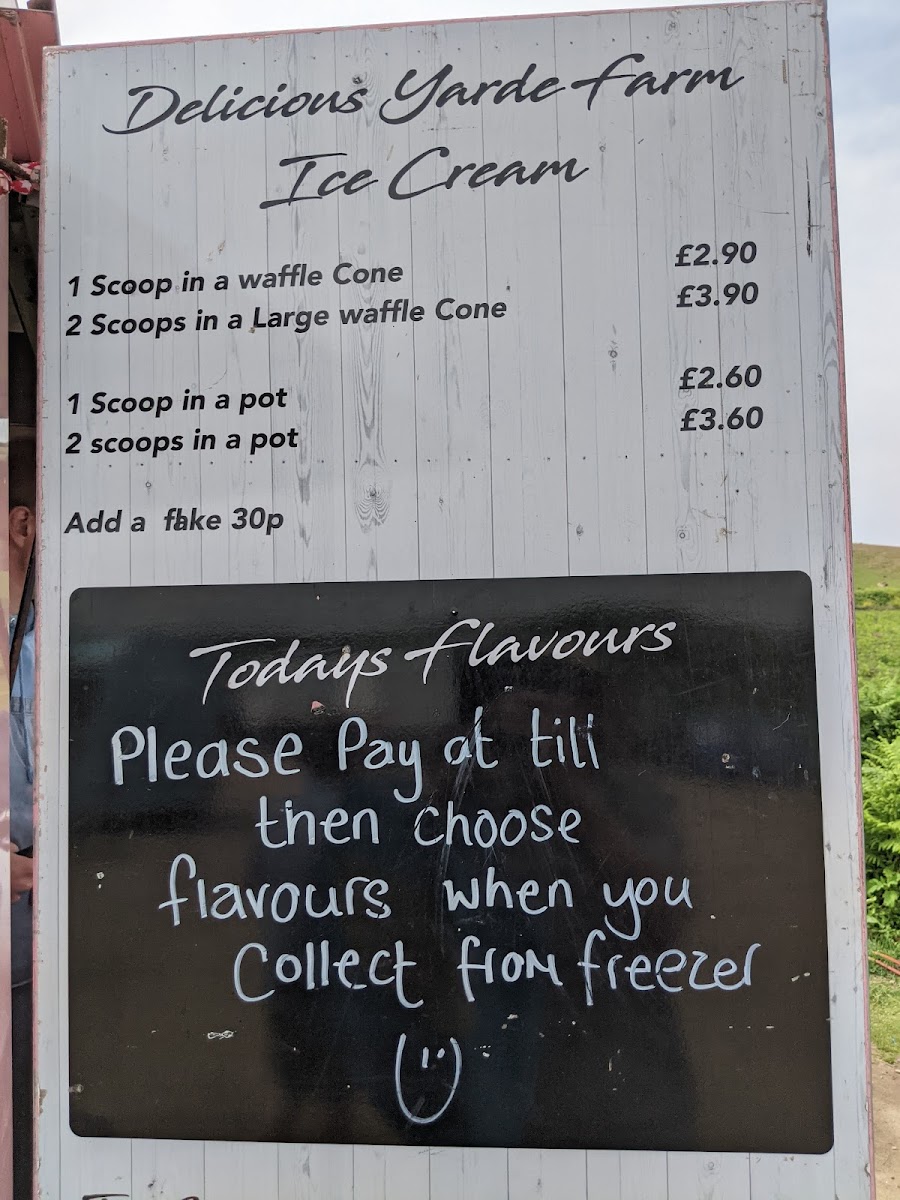 Delicious Yarde Farm
Ice Cream
1 Scoop in a waffle Cone £2.90
2 Scoops in a Large waffle Cone £3.90
1 Scoop in a pot £2.60
2 scoops in a pot £3.60
Add a flake 30p
Todays flavours
Please Pay at till
then choose
flavours when you
Collect from freezer